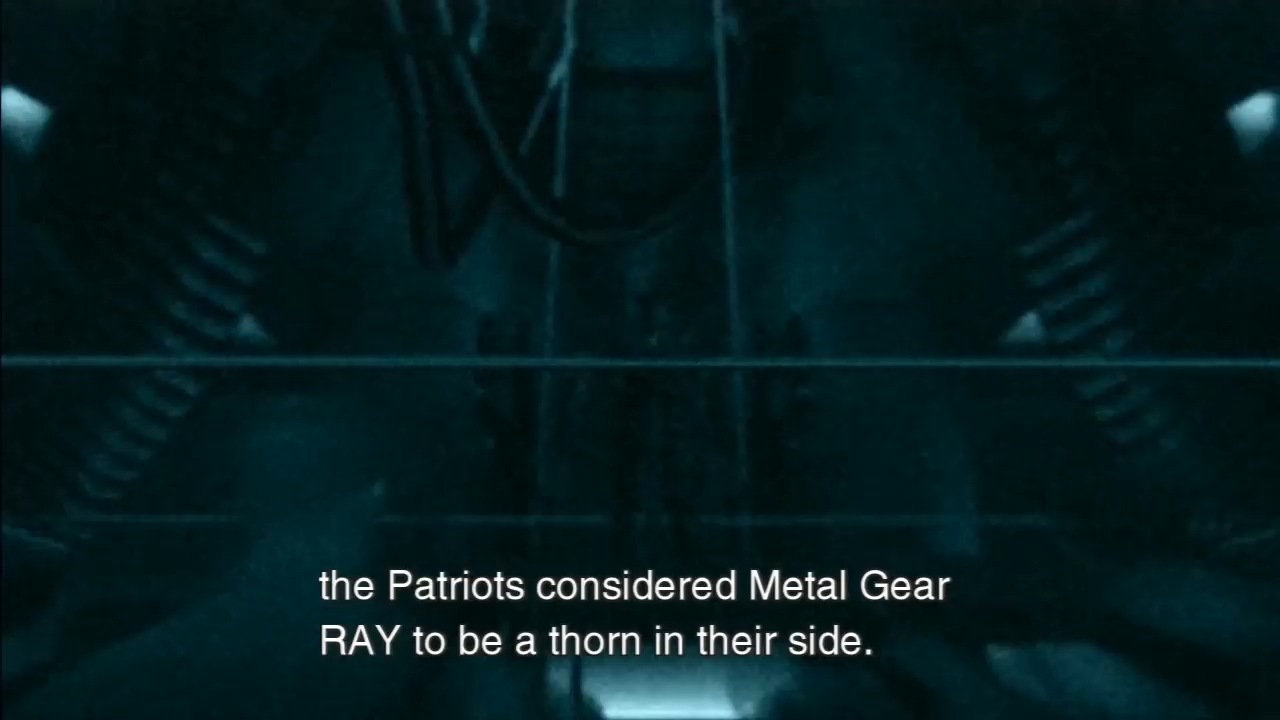 the Patriots considered Metal Gear
RAY to be a thorn in their side.